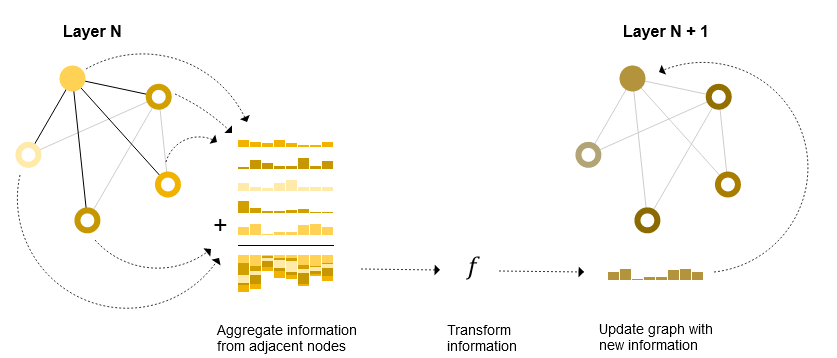 Layer N
Layer N + 1
+
f
Aggregate information
from adjacent nodes
Transform
information
Update graph with
new information